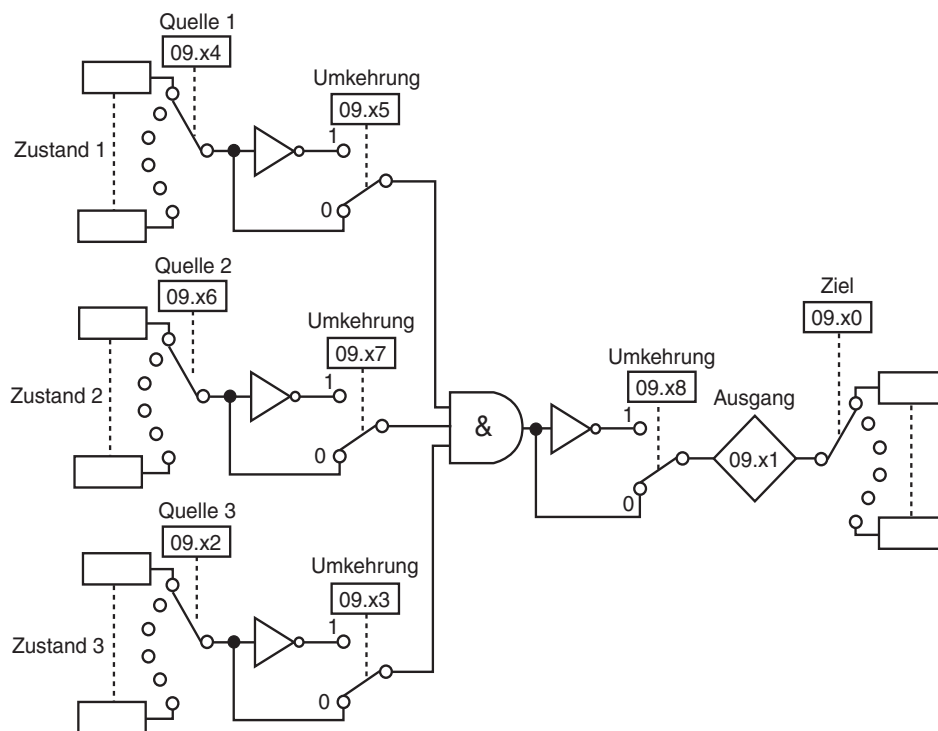 Quelle 1
09.x4
Umkehrung
09.x5
Zustand 1
1
0
Quelle 2
09.x6
Umkehrung
09.x7
Zustand 2
1
0
Quelle 3
09.x2
Umkehrung
09.x3
Zustand 3
1
0
&
Umkehrung
09.x8
1
0
Ausgang
09.x1
Ziel
09.x0